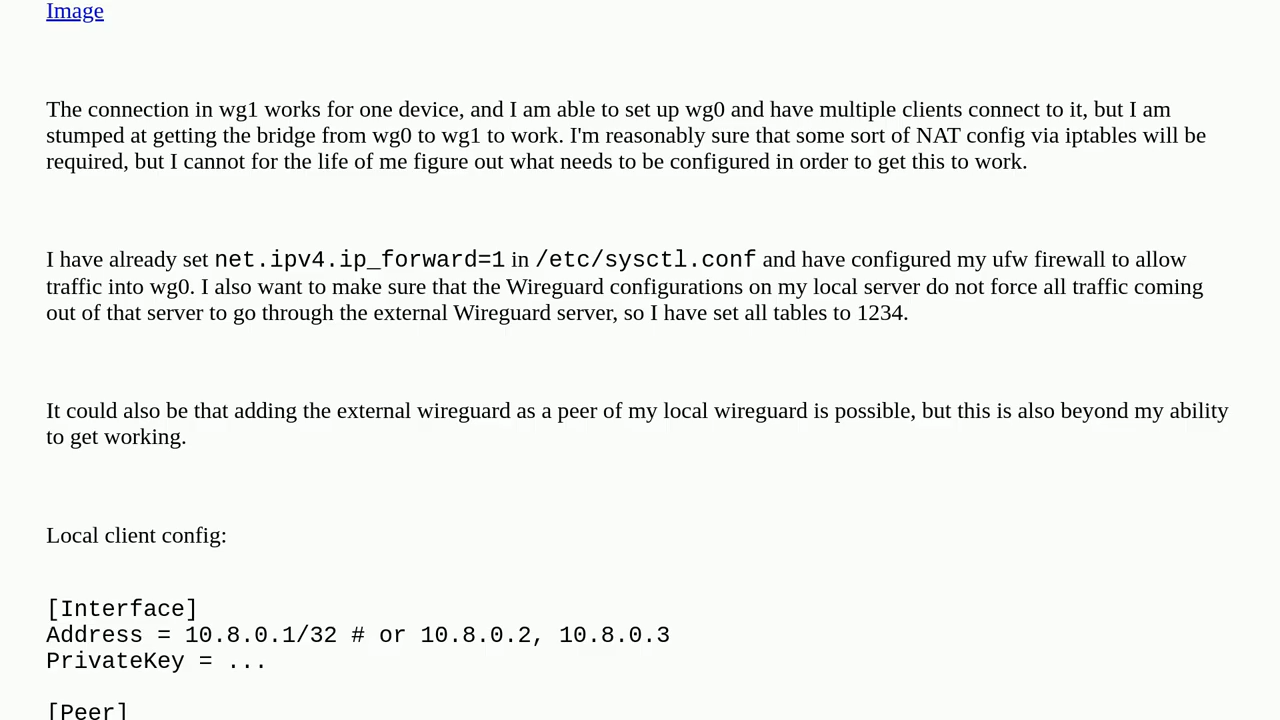 Image
The connection in wg1 works for one device, and I am able to set up wg0 and have multiple clients connect to it, but I am
stumped at getting the bridge from wg0 to wg1 to work. I'm reasonably sure that some sort of NAT config via iptables will be
required, but I cannot for the life of me figure out what needs to be configured in order to get this to work.
I have already set net.ipv4.ip_forward=1 in /etc/sysctl.conf and have configured my ufw firewall to allow
traffic into wg0. I also want to make sure that the Wireguard configurations on my local server do not force all traffic coming
out of that server to go through the external Wireguard server, so I have set all tables to 1234.
It could also be that adding the external wireguard as a peer of my local wireguard is possible, but this is also beyond my ability
to get working.
Local client config:
[Interface]
Address = 10.8.0.1/32 # or 10.8.0.2, 10.8.0.3
PrivateKey = ...
[Peer]